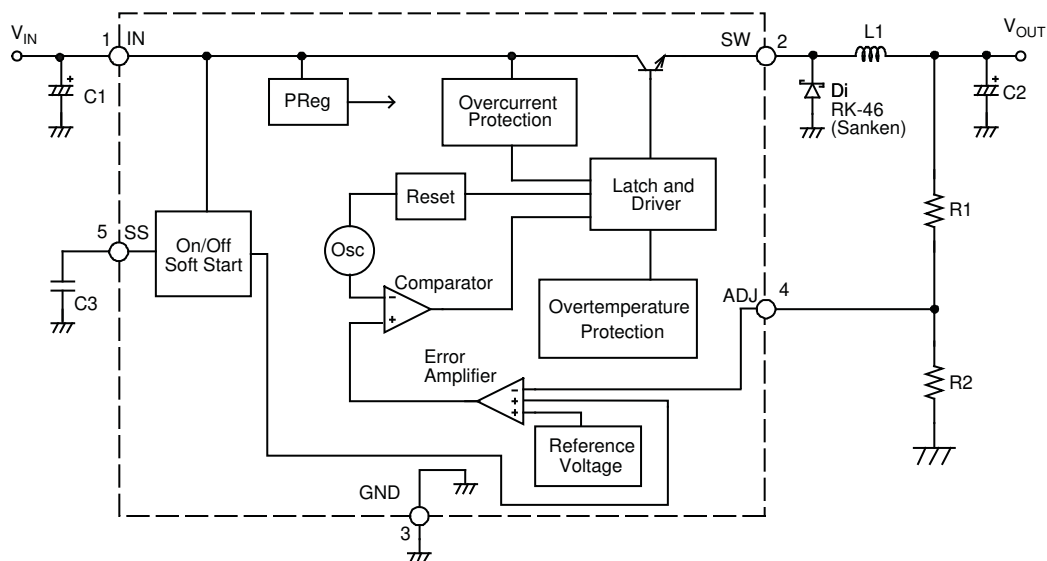 V_IN
1
IN
SW
2
L1
V_OUT
C1
+
PReg
Overcurrent
Protection
Di
RK-46
(Sanken)
+
C2
Reset
Latch and
Driver
R1
5
SS
On/Off
Soft Start
Osc
C3
Comparator
−
+
Overtemperature
Protection
ADJ
4
Error
Amplifier
−
+
+
R2
Reference
Voltage
GND
3